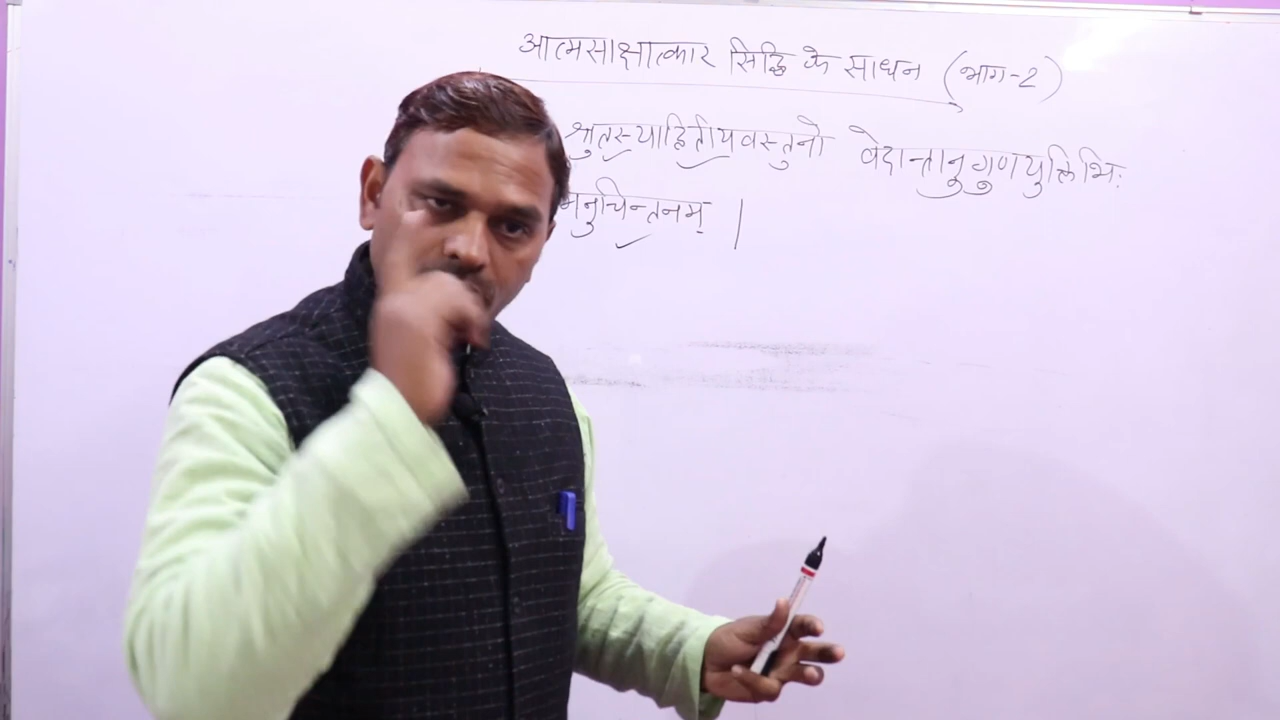 आत्मसाक्षात्कार सिद्धि के साधन (भाग-2)
श्रुतस्याद्वितीयवस्तुनो वेदान्तानुगुणयुक्तिभिः
मनुचिन्तनम् |